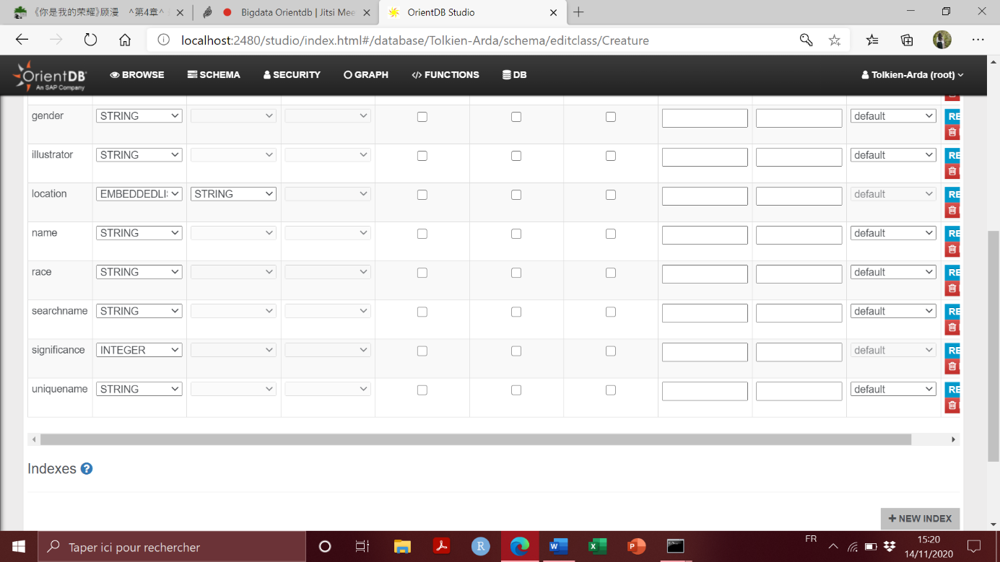 《你是我的荣耀》顾漫 ^第4章^
Bigdata Orientdb | Jitsi Mee
OrientDB Studio
localhost:2480/studio/index.html#/database/Tolkien-Arda/schema/editclass/Creature
OrientDB
An SAP Company
BROWSE SCHEMA SECURITY GRAPH FUNCTIONS DB Tolkien-Arda (root)
gender STRING default RE
illustrator STRING default RE
location EMBEDDEDLI STRING default RE
name STRING default RE
race STRING default RE
searchname STRING default RE
significance INTEGER default RE
uniquename STRING default RE
Indexes ?
+ NEW INDEX
Taper ici pour rechercher
FR
15:20
14/11/2020